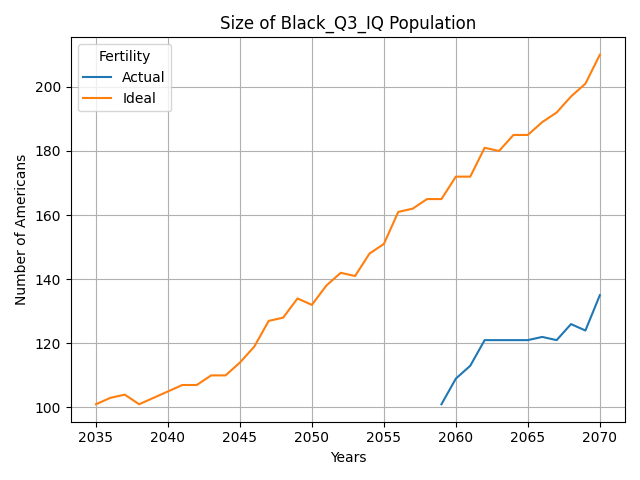 Size of Black_Q3_IQ Population
Fertility
Actual
Ideal
Number of Americans
200
180
160
140
120
100
2035 2040 2045 2050 2055 2060 2065 2070
Years